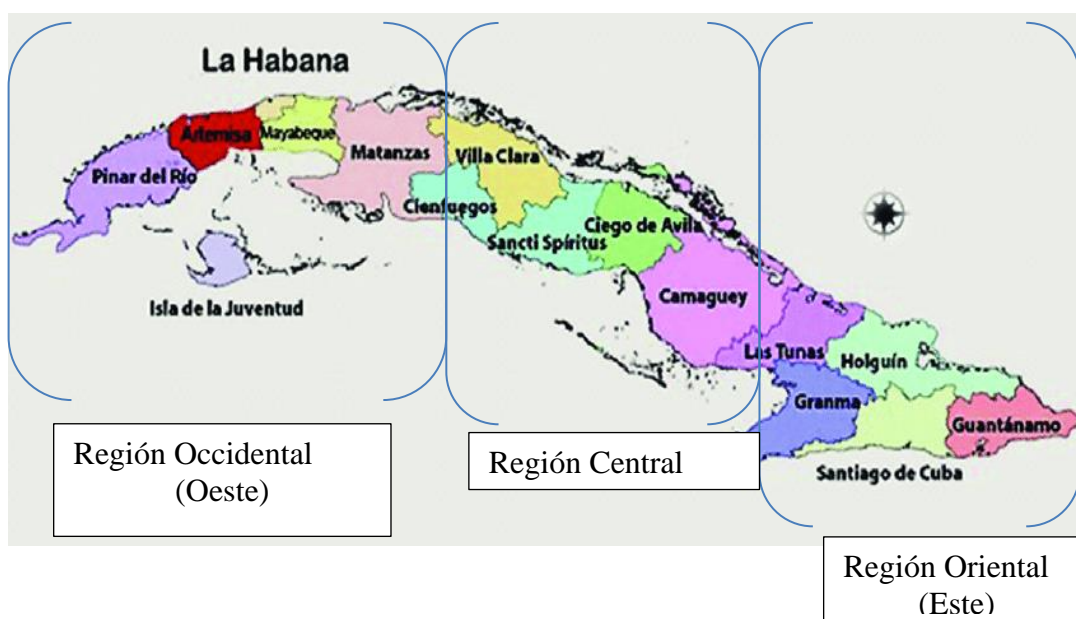 La Habana
Artemisa
Mayabeque
Matanzas
Villa Clara
Pinar del Río
Cienfuegos
Ciego de Avila
Sancti Spíritus
Isla de la Juventud
Camaguey
Las Tunas
Holguín
Granma
Guantánamo
Santiago de Cuba
Región Occidental
(Oeste)
Región Central
Región Oriental
(Este)